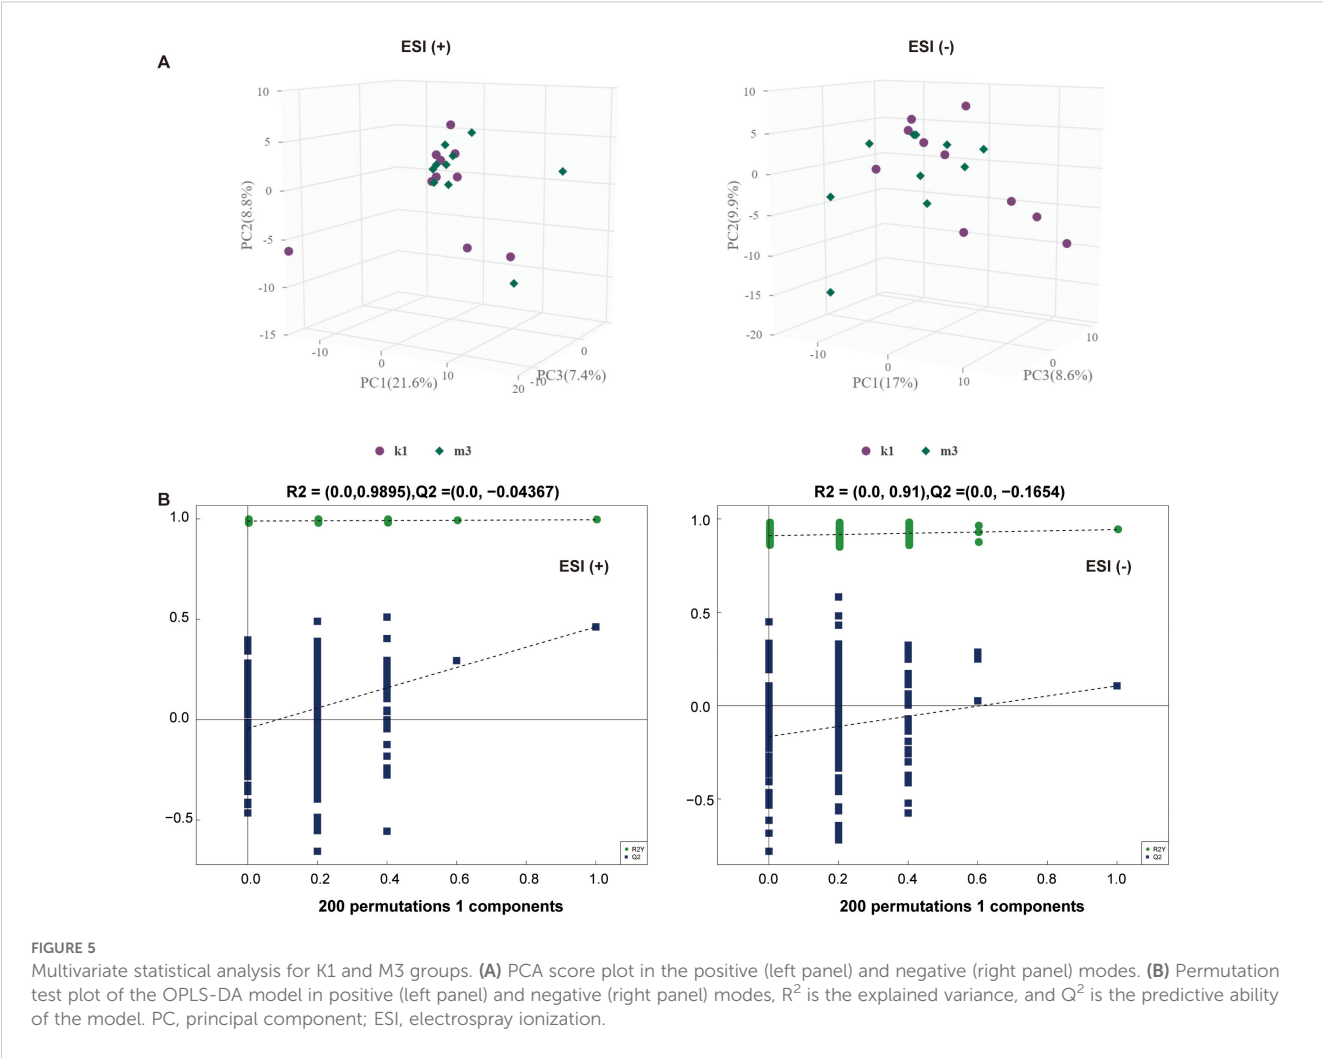 A
ESI (+)
ESI (-)
10
5
0
-5
-10
-15
PC2(8.8%)
-10
0
10
20
PC1(21.6%)
-10
0
PC3(7.4%)
10
5
0
-5
-10
-15
-20
PC2(9.9%)
-10
0
10
PC1(17%)
0
10
PC3(8.6%)
k1 m3
k1 m3
B
R2 = (0.0,0.9895),Q2 =(0.0, −0.04367)
1.0
0.5
0.0
−0.5
ESI (+)
R2Y
Q2
0.0 0.2 0.4 0.6 0.8 1.0
200 permutations 1 components
R2 = (0.0, 0.91),Q2 =(0.0, −0.1654)
1.0
0.5
0.0
−0.5
ESI (-)
R2Y
Q2
0.0 0.2 0.4 0.6 0.8 1.0
200 permutations 1 components
FIGURE 5
Multivariate statistical analysis for K1 and M3 groups. (A) PCA score plot in the positive (left panel) and negative (right panel) modes. (B) Permutation
test plot of the OPLS-DA model in positive (left panel) and negative (right panel) modes, R² is the explained variance, and Q² is the predictive ability
of the model. PC, principal component; ESI, electrospray ionization.